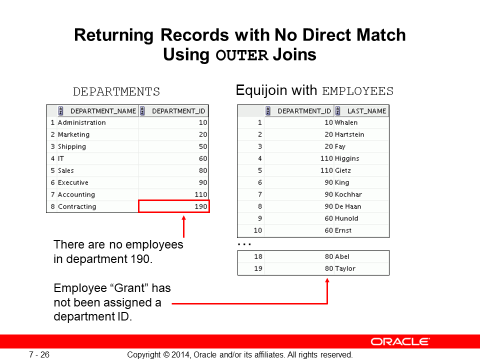 Returning Records with No Direct Match
Using OUTER Joins
DEPARTMENTS
Equijoin with EMPLOYEES
DEPARTMENT_NAME DEPARTMENT_ID
1 Administration 10
2 Marketing 20
3 Shipping 50
4 IT 60
5 Sales 80
6 Executive 90
7 Accounting 110
8 Contracting 190
DEPARTMENT_ID LAST_NAME
1 10 Whalen
2 20 Hartstein
3 20 Fay
4 110 Higgins
5 110 Gietz
6 90 King
7 90 Kochhar
8 90 De Haan
9 60 Hunold
10 60 Ernst
...
18 80 Abel
19 80 Taylor
There are no employees
in department 190.
Employee “Grant” has
not been assigned a
department ID.
ORACLE
7 - 26 Copyright © 2014, Oracle and/or its affiliates. All rights reserved.